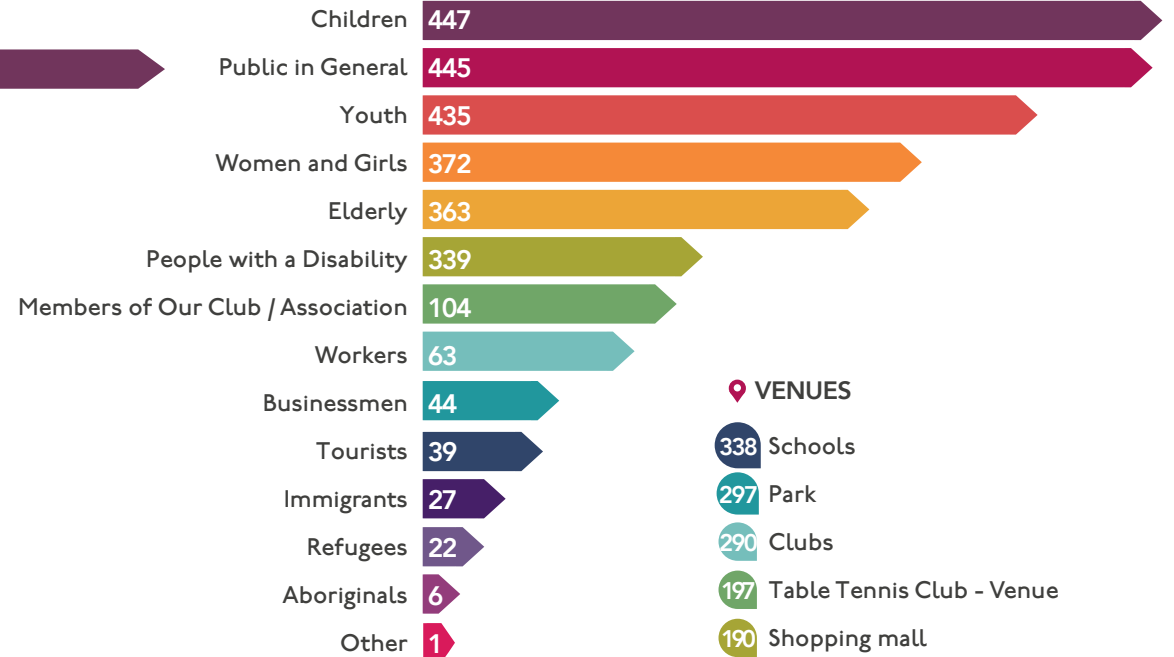 Children 447
Public in General 445
Youth 435
Women and Girls 372
Elderly 363
People with a Disability 339
Members of Our Club / Association 104
Workers 63
Businessmen 44
Tourists 39
Immigrants 27
Refugees 22
Aboriginals 6
Other 1
VENUES
338 Schools
297 Park
290 Clubs
197 Table Tennis Club - Venue
190 Shopping mall